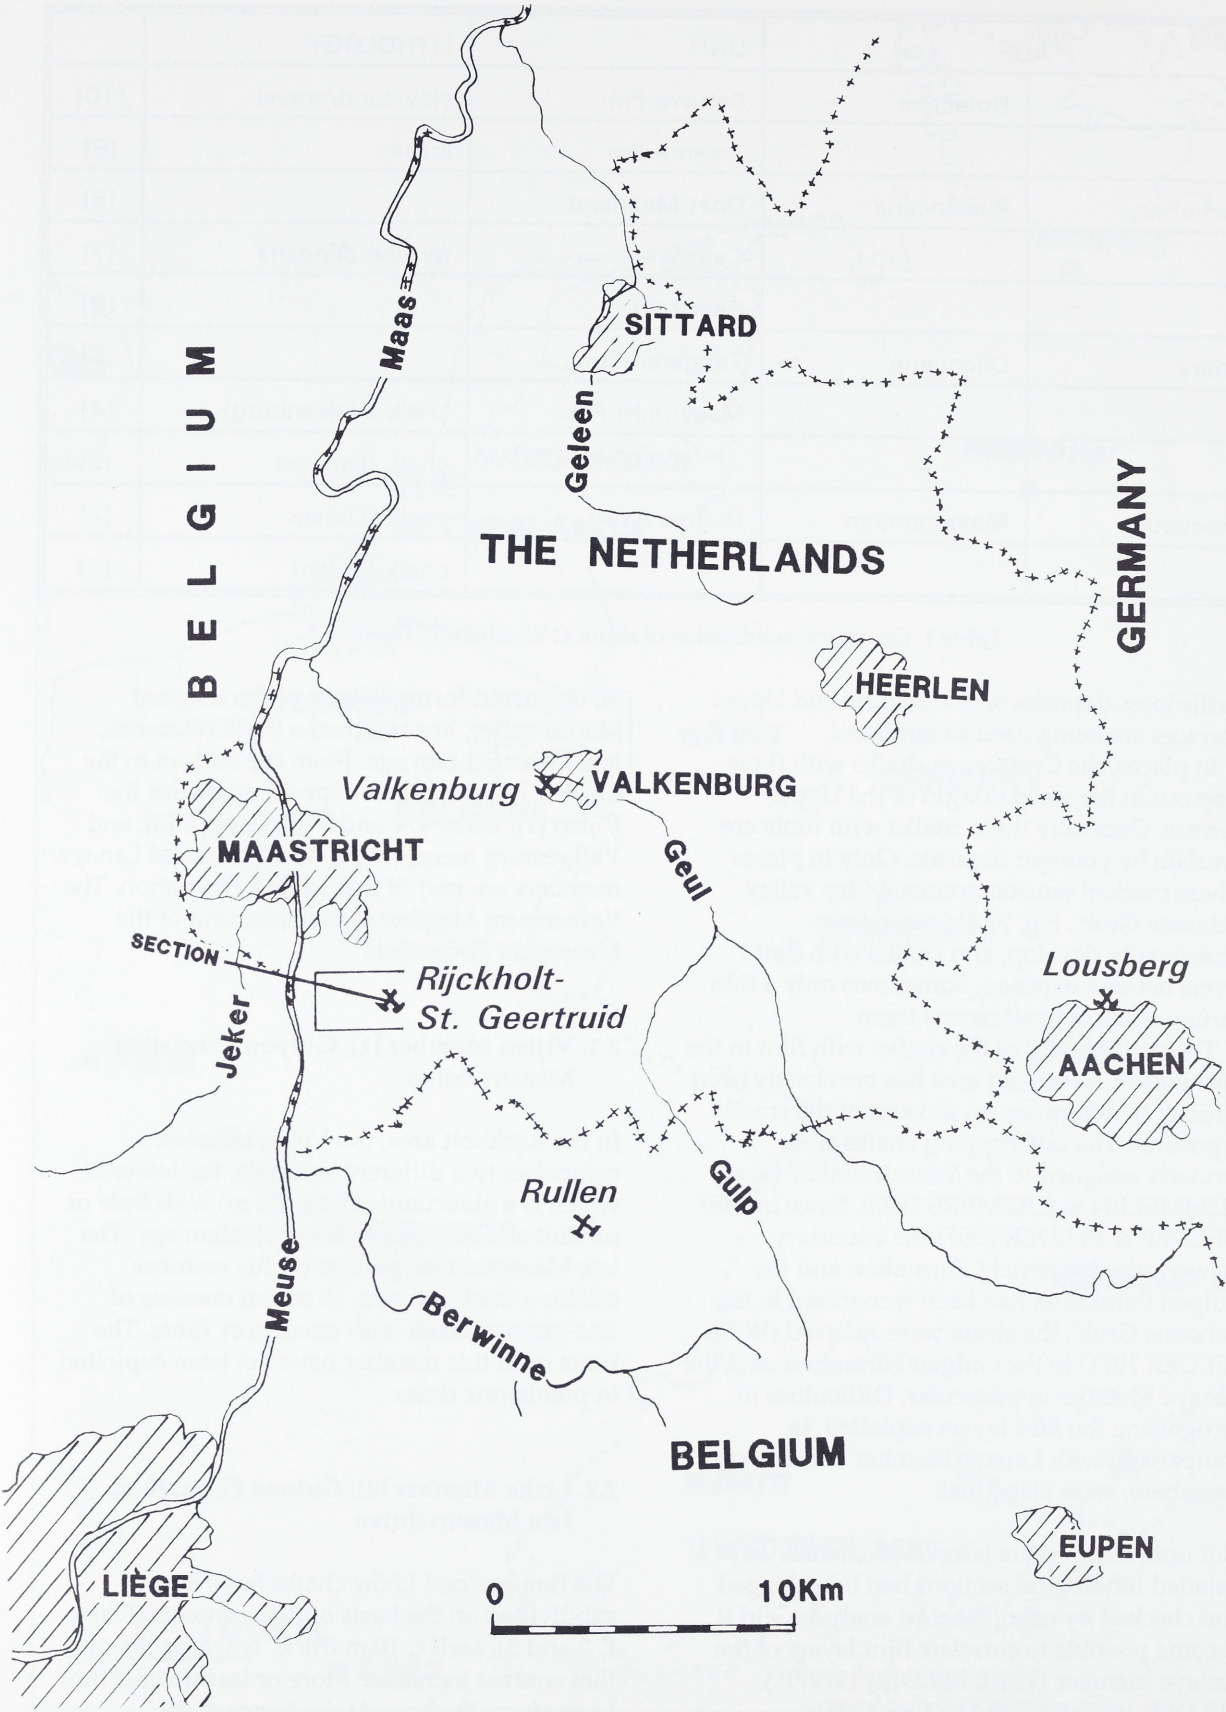 Maas
SITTARD
BELGIUM
Geleen
GERMANY
THE NETHERLANDS
HEERLEN
Valkenburg
VALKENBURG
MAASTRICHT
Geul
SECTION
Rijckholt-
St. Geertruid
Lousberg
Jeker
AACHEN
Rullen
Gulp
Meuse
Berwinne
BELGIUM
EUPEN
LIÈGE
0 10Km